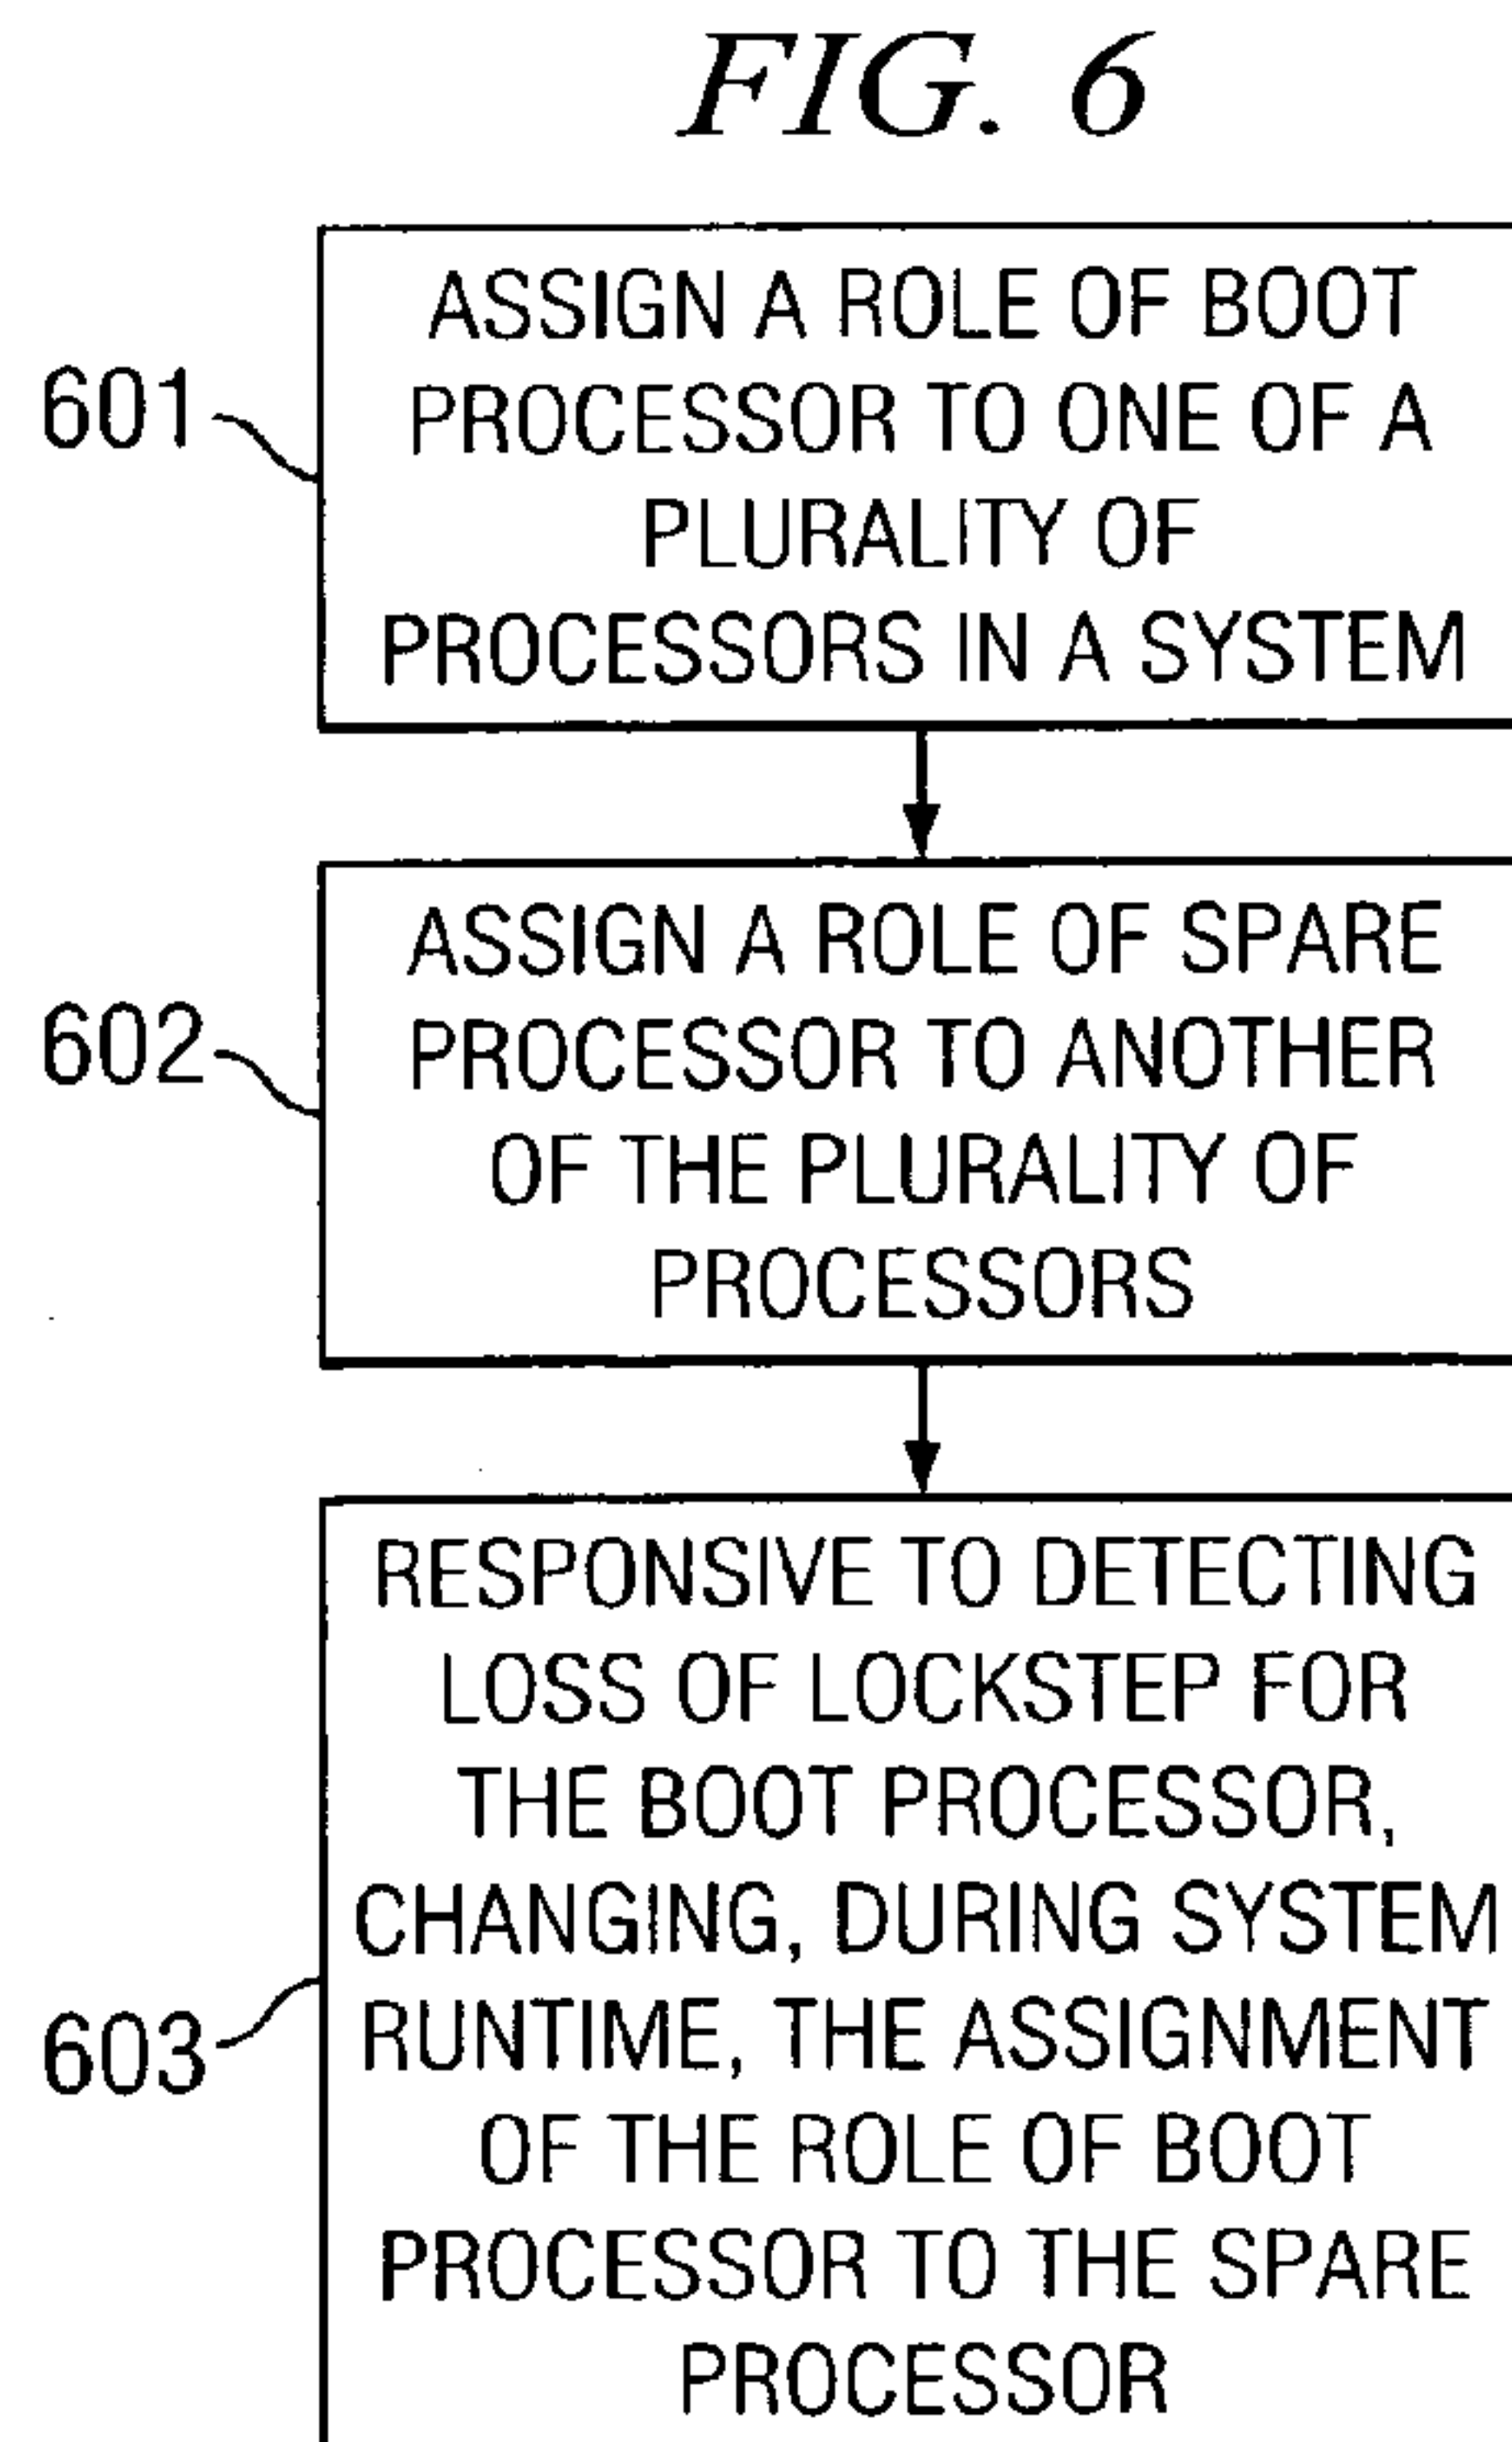 FIG. 6
601
ASSIGN A ROLE OF BOOT
PROCESSOR TO ONE OF A
PLURALITY OF
PROCESSORS IN A SYSTEM
602
ASSIGN A ROLE OF SPARE
PROCESSOR TO ANOTHER
OF THE PLURALITY OF
PROCESSORS
603
RESPONSIVE TO DETECTING
LOSS OF LOCKSTEP FOR
THE BOOT PROCESSOR,
CHANGING, DURING SYSTEM
RUNTIME, THE ASSIGNMENT
OF THE ROLE OF BOOT
PROCESSOR TO THE SPARE
PROCESSOR